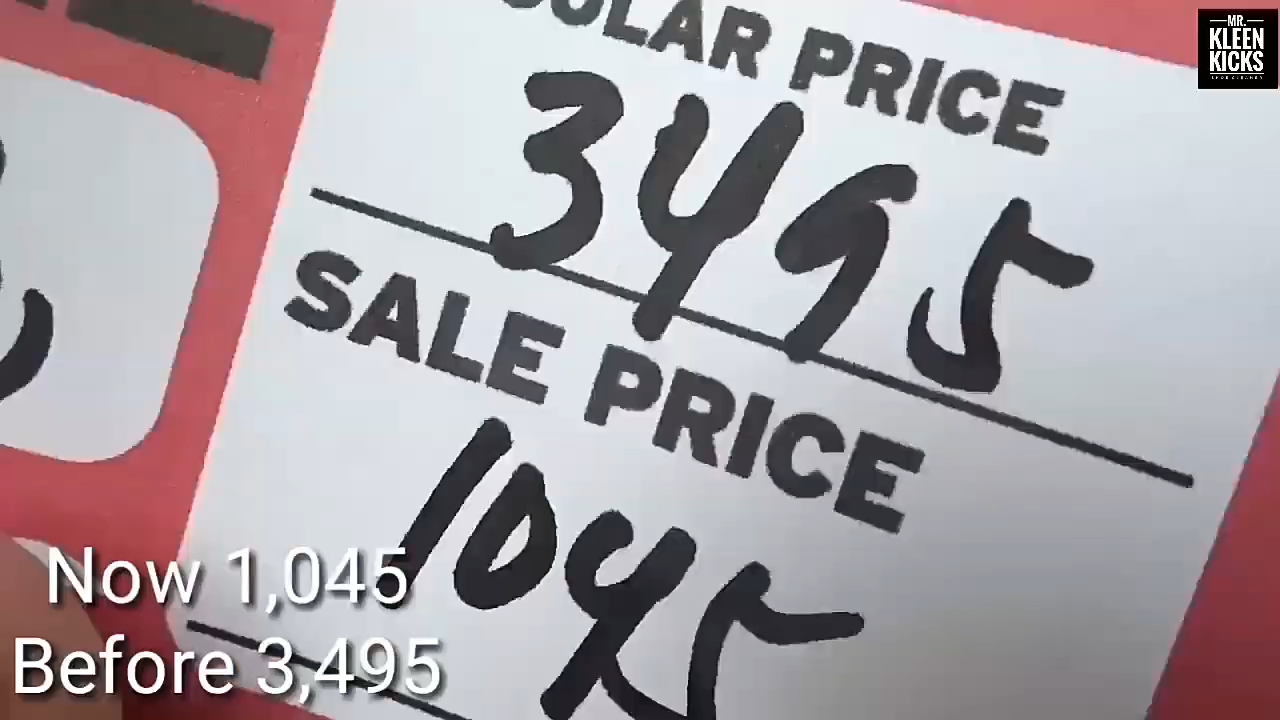 MR.
KLEEN
KICKS
ULAR PRICE
3495
SALE PRICE
1045
Now 1,045
Before 3,495